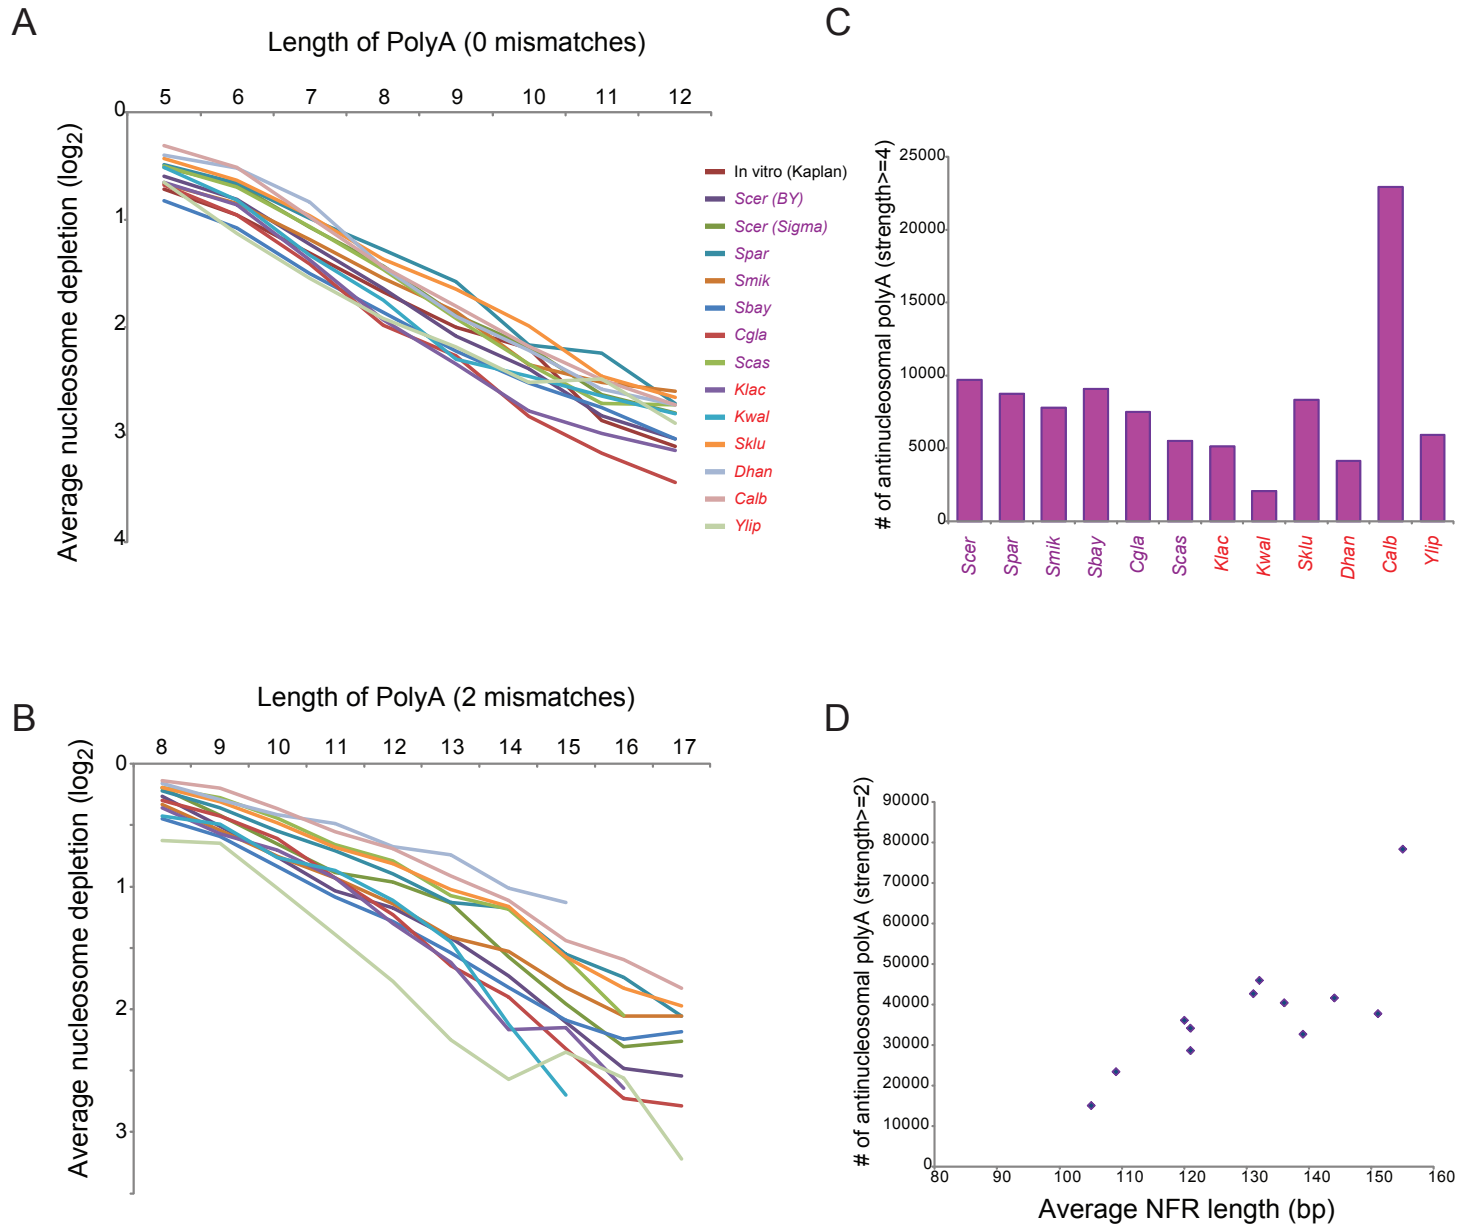 A
Length of PolyA (0 mismatches)
5 6 7 8 9 10 11 12
Average nucleosome depletion (log2)
0
1
2
3
4
In vitro (Kaplan)
Scer (BY)
Scer (Sigma)
Spar
Smik
Sbay
Cgla
Scas
Klac
Kwal
Sklu
Dhan
Calb
Ylip
B
Length of PolyA (2 mismatches)
8 9 10 11 12 13 14 15 16 17
Average nucleosome depletion (log2)
0
1
2
3
C
# of antinucleosomal polyA (strength>=4)
25000
20000
15000
10000
5000
0
Scer Spar Smik Sbay Cgla Scas Klac Kwal Sklu Dhan Calb Ylip
D
# of antinucleosomal polyA (strength>=2)
90000
80000
70000
60000
50000
40000
30000
20000
10000
0
80 90 100 110 120 130 140 150 160
Average NFR length (bp)